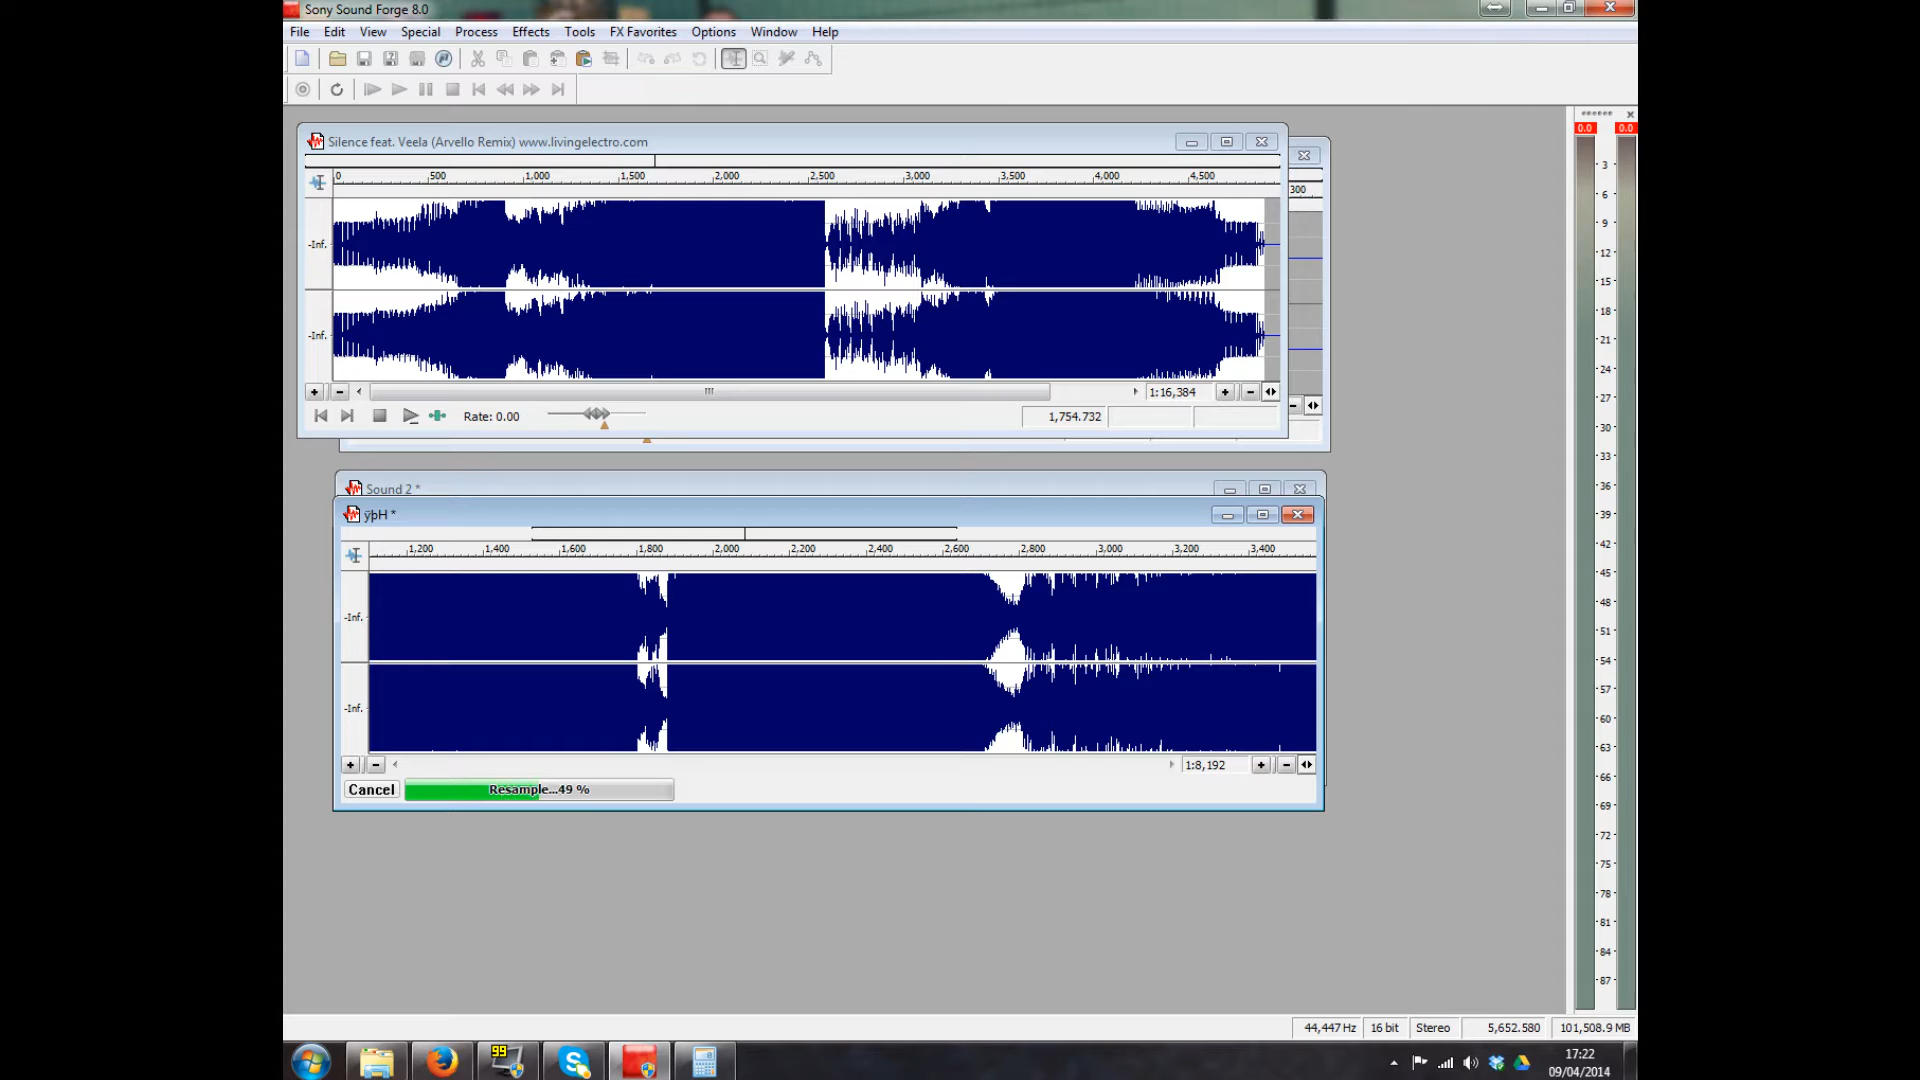 Sony Sound Forge 8.0
File Edit View Special Process Effects Tools FX Favorites Options Window Help
Silence feat. Veela (Arvello Remix) www.livingelectro.com
0 500 1,000 1,500 2,000 2,500 3,000 3,500 4,000 4,500
300
-Inf.
-Inf.
1:16,384
Rate: 0.00
1,754.732
Sound 2 *
ÿþH *
1,200 1,400 1,600 1,800 2,000 2,200 2,400 2,600 2,800 3,000 3,200 3,400
-Inf.
-Inf.
1:8,192
Cancel
Resample...49 %
0.0 0.0
3
6
9
12
15
18
21
24
27
30
33
36
39
42
45
48
51
54
57
60
63
66
69
72
75
78
81
84
87
44,447 Hz 16 bit Stereo 5,652.580 101,508.9 MB
99
17:22
09/04/2014